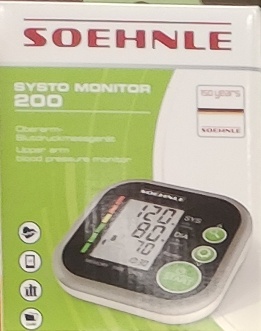 SOEHNLE
SYSTO MONITOR
200
150 years
SOEHNLE
Oberarm-
Blutdruckmessgerät
Upper arm
blood pressure monitor
SOEHNLE
120
SYS
80
DIA
70
START